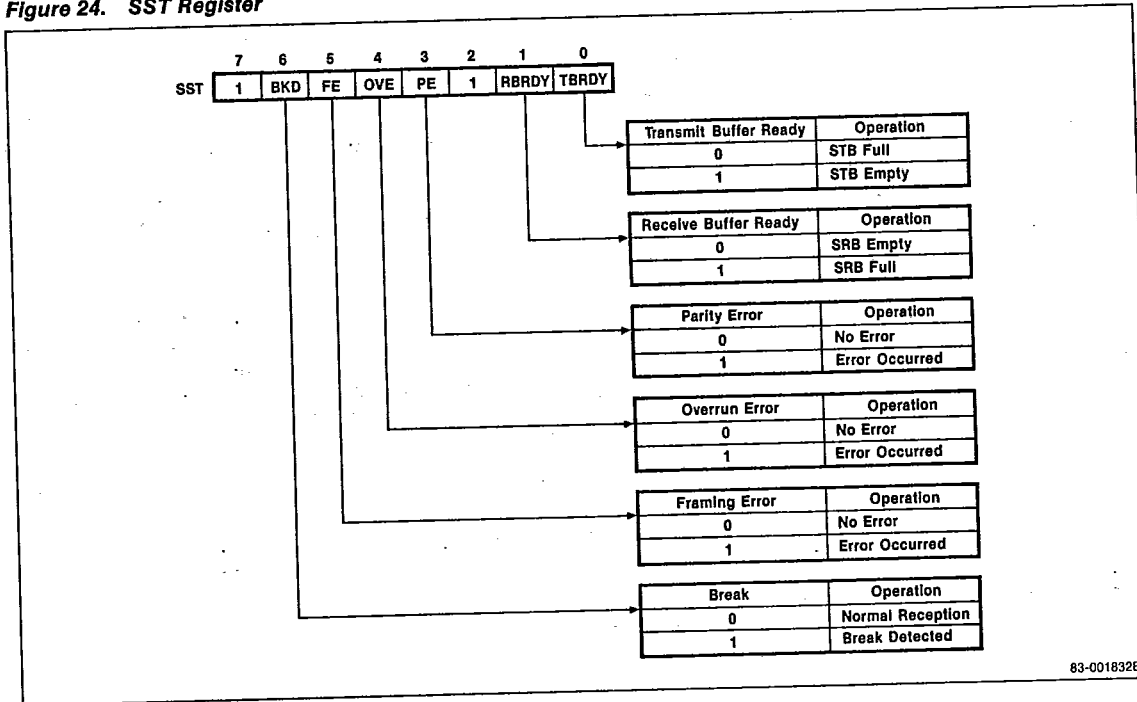 Figure 24. SST Register
7 6 5 4 3 2 1 0
SST 1 BKD FE OVE PE 1 RBRDY TBRDY
Transmit Buffer Ready Operation
0 STB Full
1 STB Empty
Receive Buffer Ready Operation
0 SRB Empty
1 SRB Full
Parity Error Operation
0 No Error
1 Error Occurred
Overrun Error Operation
0 No Error
1 Error Occurred
Framing Error Operation
0 No Error
1 Error Occurred
Break Operation
0 Normal Reception
1 Break Detected
83-001832B